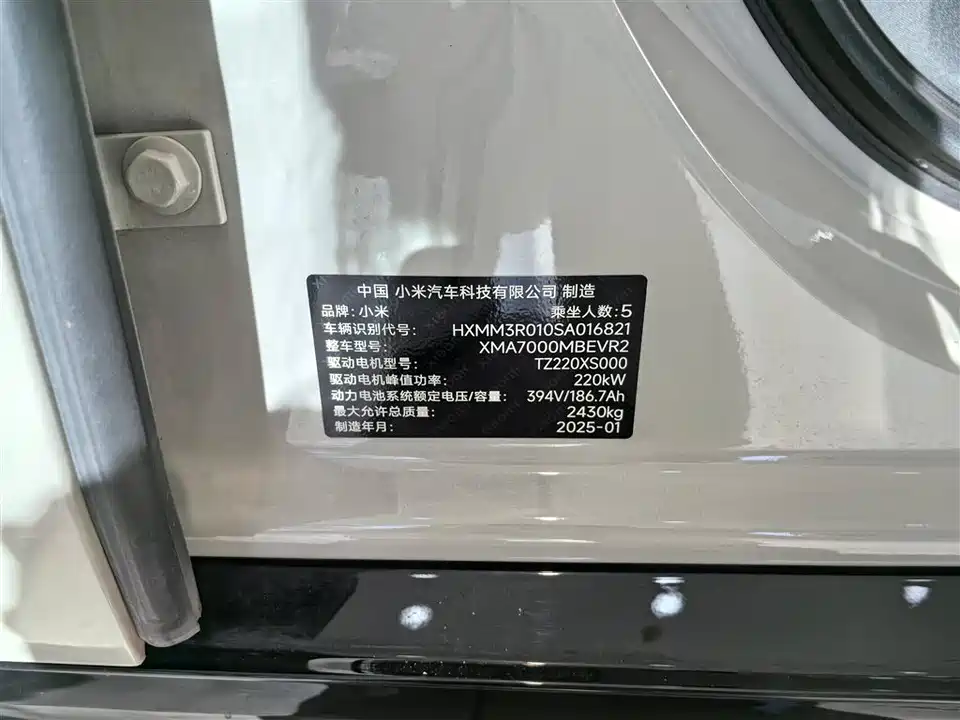 中国 小米汽车科技有限公司 制造
品牌: 小米 乘坐人数: 5
车辆识别代号: HXMM3R010SA016821
整车型号: XMA7000MBEVR2
驱动电机型号: TZ220XS000
驱动电机峰值功率: 220kW
动力电池系统额定电压/容量: 394V/186.7Ah
最大允许总质量: 2430kg
制造年月: 2025-01